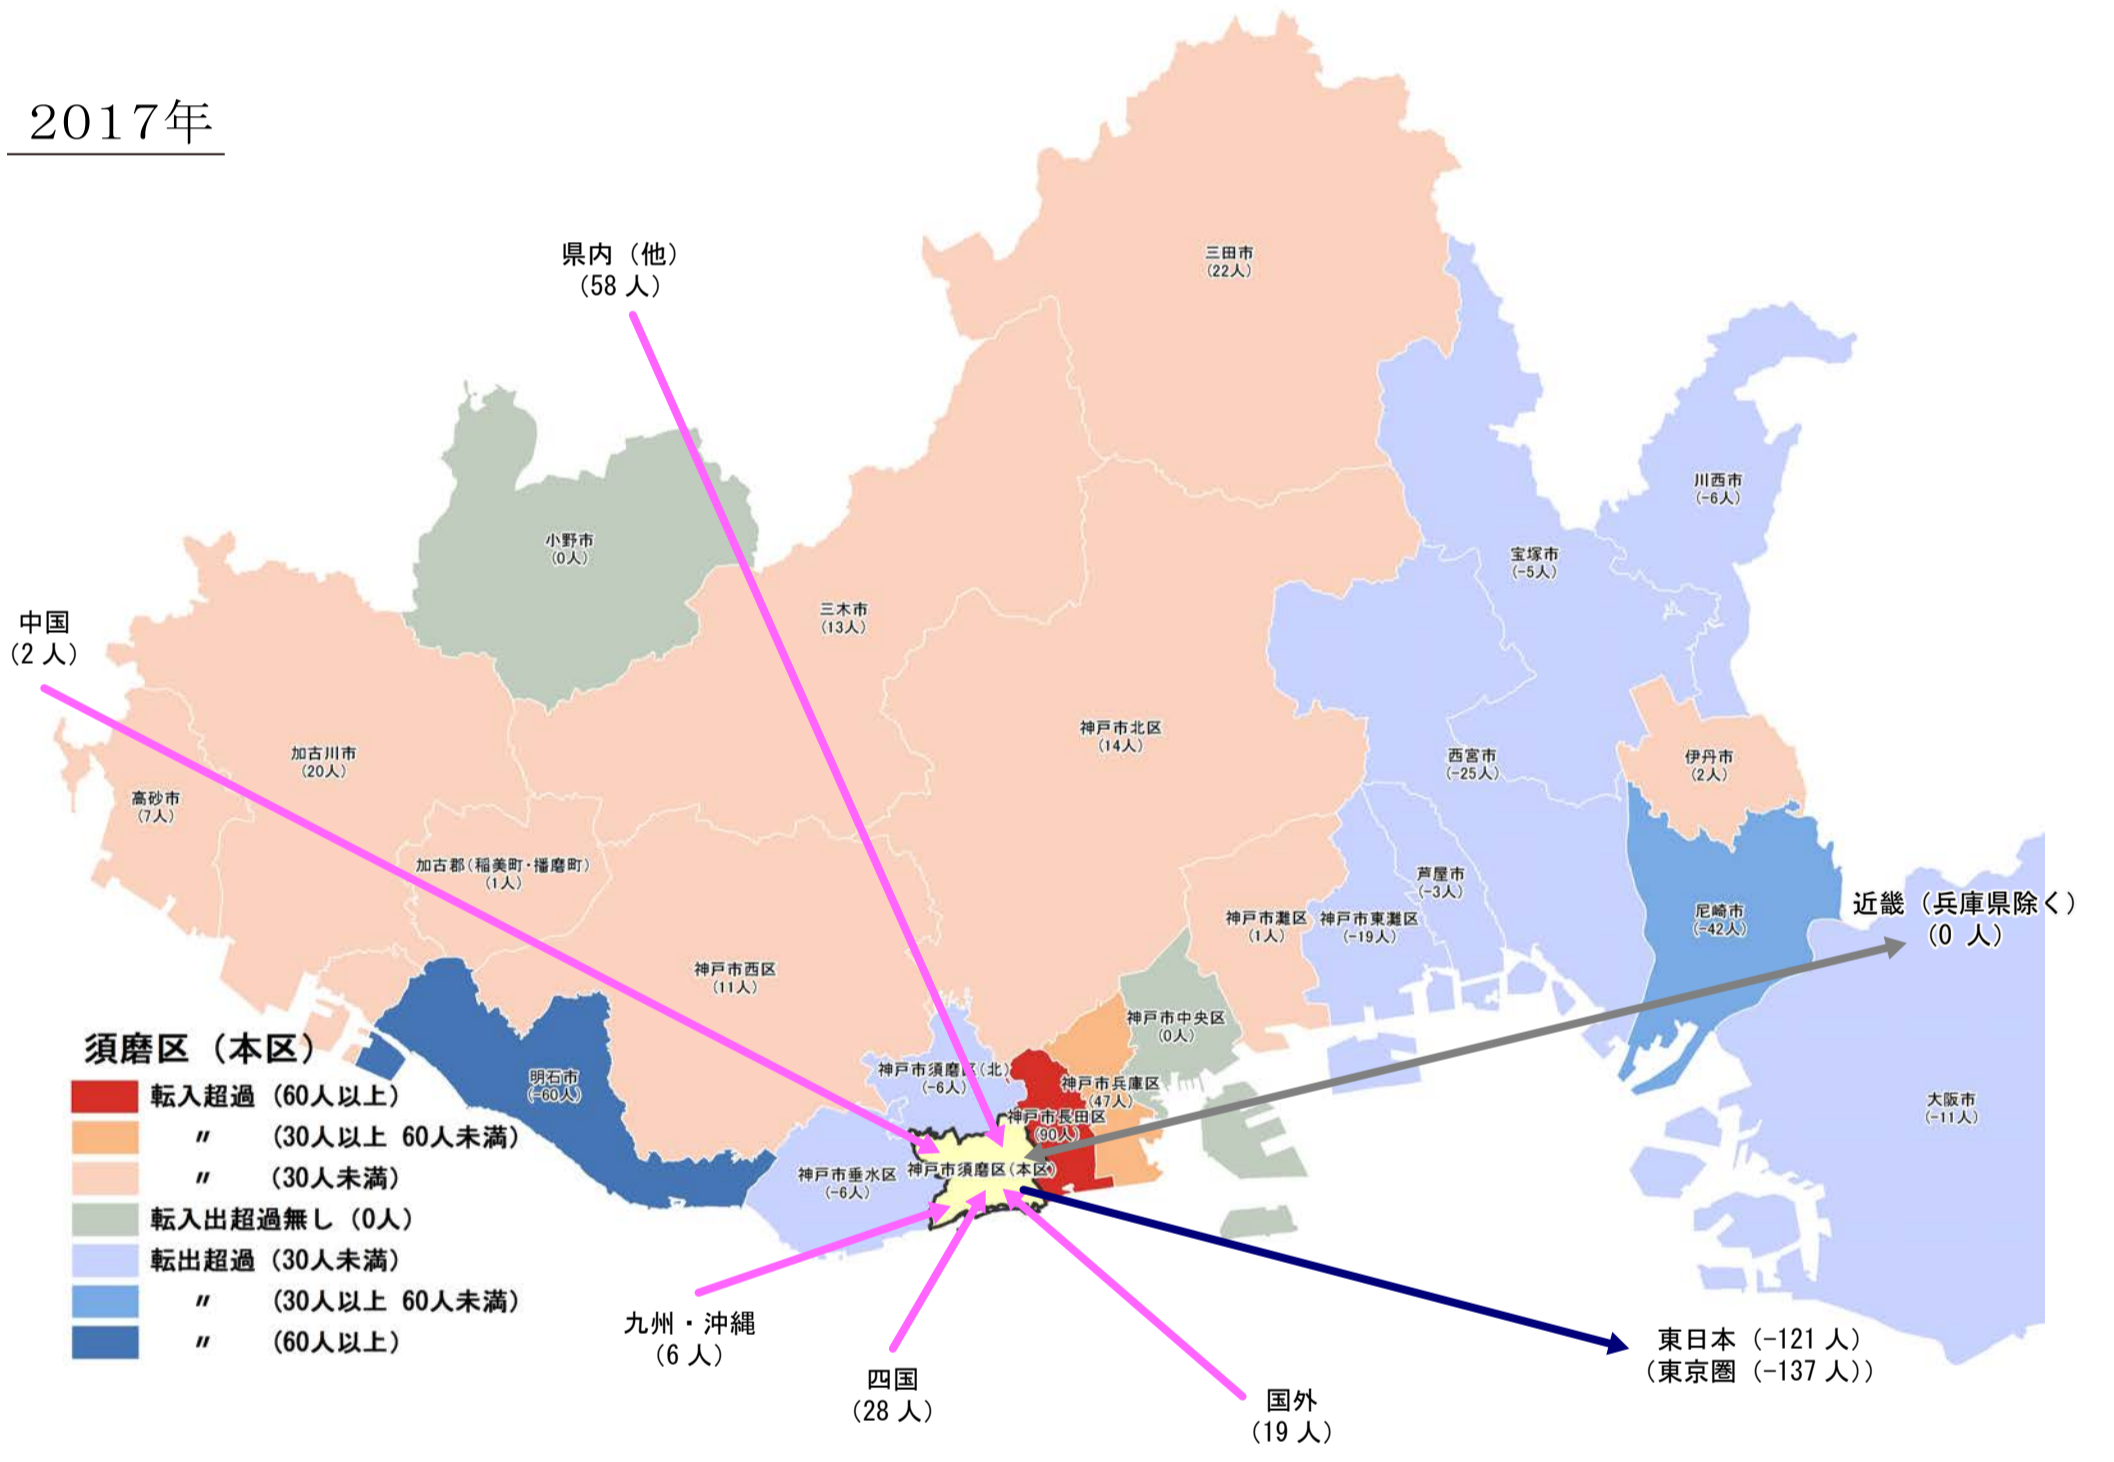 2017年
県内（他）
（58 人）
三田市
(22人)
川西市
(-6人)
小野市
(0人)
宝塚市
(-5人)
三木市
(13人)
中国
（2 人）
神戸市北区
(14人)
加古川市
(20人)
西宮市
(-25人)
伊丹市
(2人)
高砂市
(7人)
加古郡(稲美町・播磨町)
(1人)
芦屋市
(-3人)
神戸市灘区
(1人)
神戸市東灘区
(-19人)
尼崎市
(-42人)
近畿（兵庫県除く）
（0 人）
神戸市西区
(11人)
神戸市中央区
(0人)
神戸市須磨区(北)
(-6人)
明石市
(-60人)
神戸市兵庫区
(47人)
神戸市長田区
(90人)
大阪市
(-11人)
神戸市垂水区
(-6人)
神戸市須磨区(本区)
須磨区（本区）
転入超過（60人以上）
〃 （30人以上 60人未満）
〃 （30人未満）
転入出超過無し（0人）
転出超過（30人未満）
〃 （30人以上 60人未満）
〃 （60人以上）
九州・沖縄
（6 人）
四国
（28 人）
国外
（19 人）
東日本（-121 人）
（東京圏（-137 人））